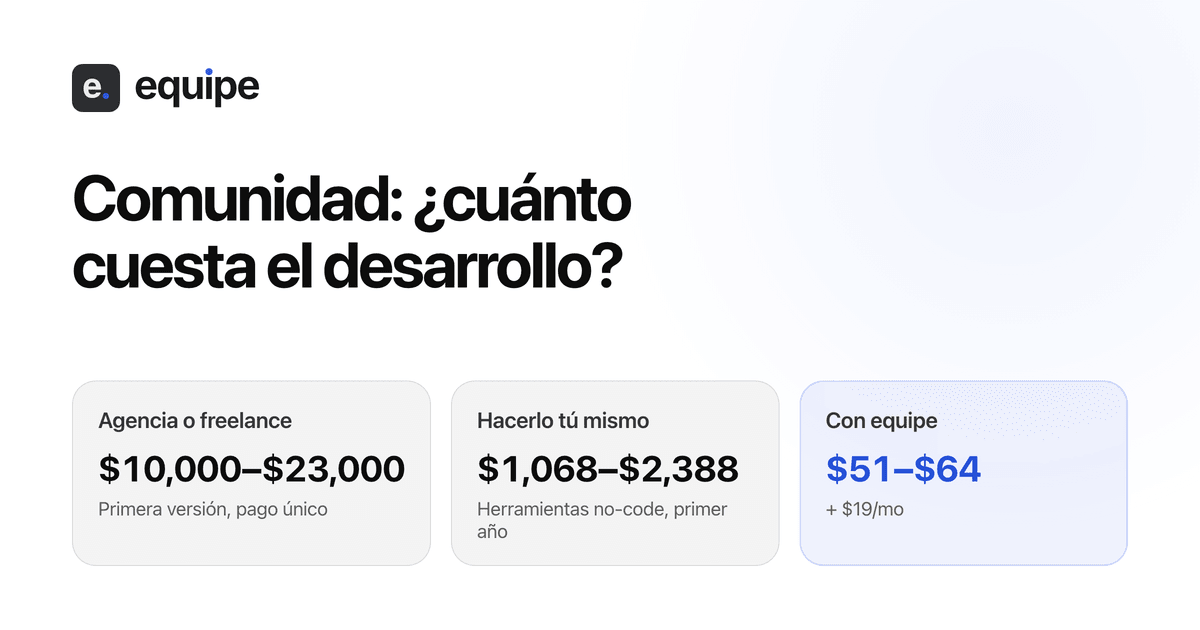 e.
equipe
Comunidad: ¿cuánto
cuesta el desarrollo?
Agencia o freelance
$10,000–$23,000
Primera versión, pago único
Hacerlo tú mismo
$1,068–$2,388
Herramientas no-code, primer
año
Con equipe
$51–$64
+ $19/mo